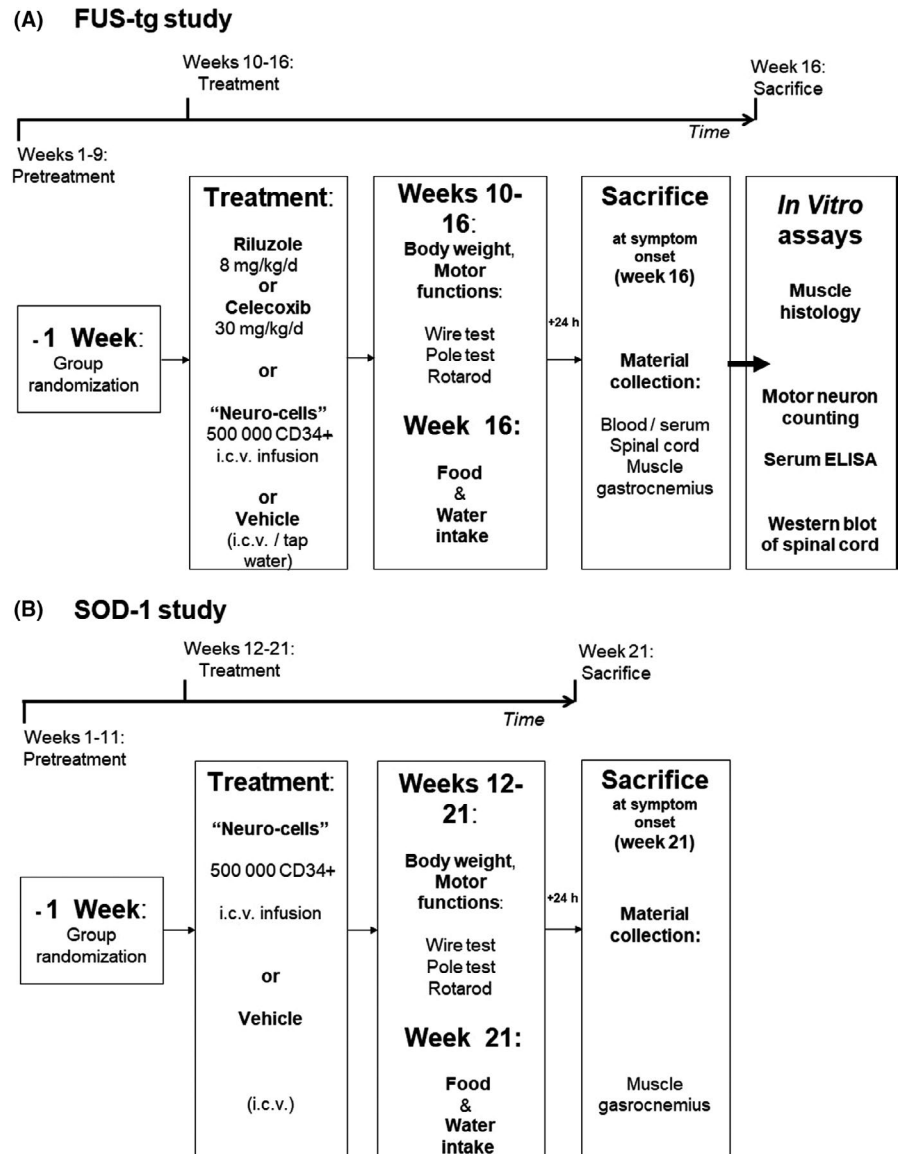 (A) FUS-tg study
Weeks 10-16:
Treatment
Week 16:
Sacrifice
Time
Weeks 1-9:
Pretreatment
- 1 Week:
Group
randomization
Treatment:
Riluzole
8 mg/kg/d
or
Celecoxib
30 mg/kg/d
or
“Neuro-cells”
500 000 CD34+
i.c.v. infusion
or
Vehicle
(i.c.v. / tap
water)
Weeks 10-
16:
Body weight,
Motor
functions:
Wire test
Pole test
Rotarod
Week 16:
Food
&
Water
intake
+24 h
Sacrifice
at symptom
onset
(week 16)
Material
collection:
Blood / serum
Spinal cord
Muscle
gastrocnemius
In Vitro
assays
Muscle
histology
Motor neuron
counting
Serum ELISA
Western blot
of spinal cord
(B) SOD-1 study
Weeks 12-21:
Treatment
Week 21:
Sacrifice
Time
Weeks 1-11:
Pretreatment
- 1 Week:
Group
randomization
Treatment:
“Neuro-cells”
500 000 CD34+
i.c.v. infusion
or
Vehicle
(i.c.v.)
Weeks 12-
21:
Body weight,
Motor
functions:
Wire test
Pole test
Rotarod
Week 21:
Food
&
Water
intake
+24 h
Sacrifice
at symptom
onset
(week 21)
Material
collection:
Muscle
gasrocnemius